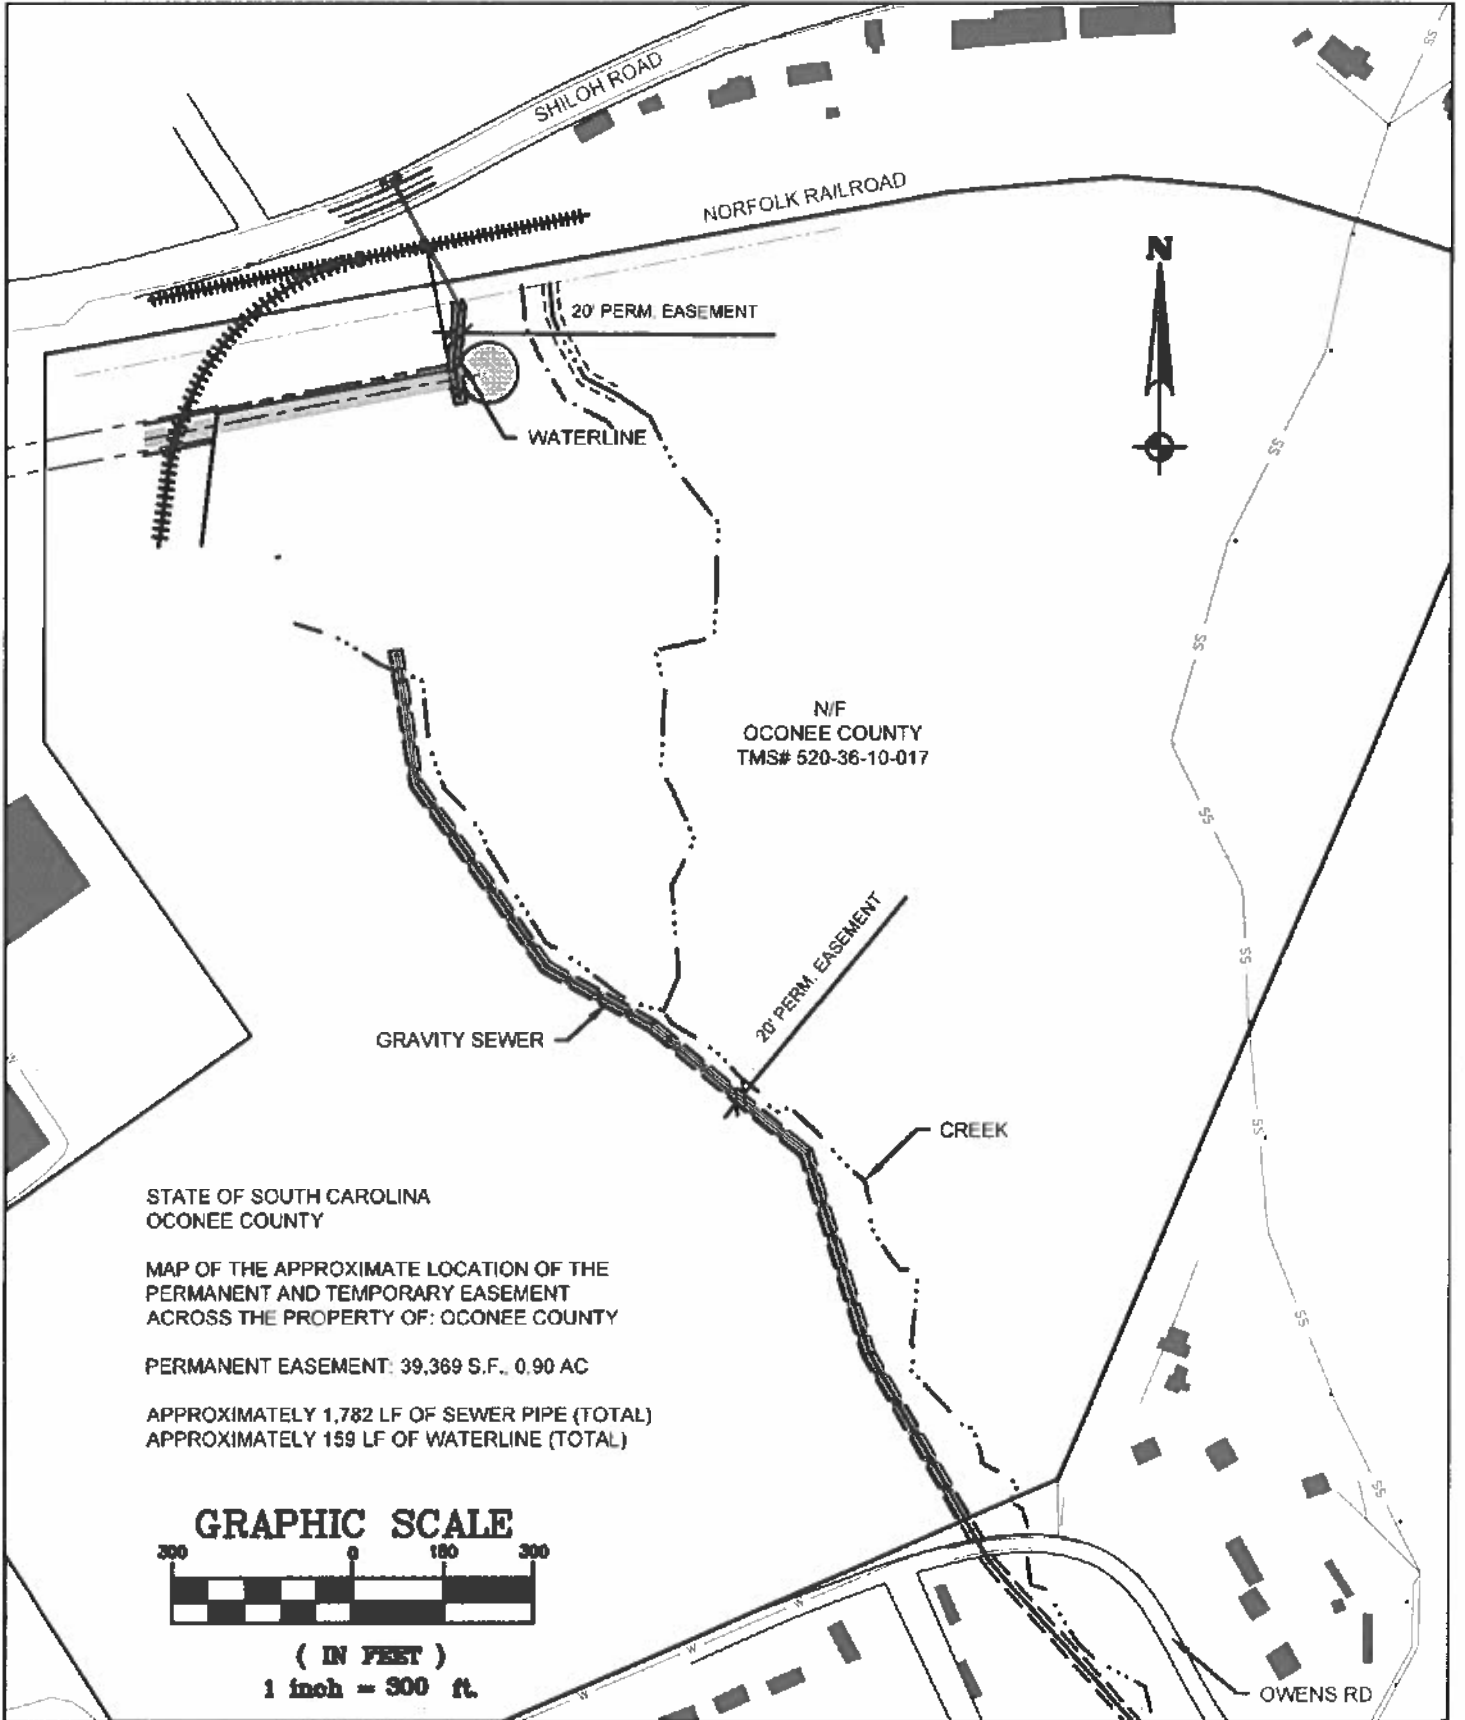 SHILOH ROAD
NORFOLK RAILROAD
N
20' PERM. EASEMENT
WATERLINE
SS
SS
SS
SS
SS
SS
SS
SS
N/F
OCONEE COUNTY
TMS# 520-36-10-017
20' PERM. EASEMENT
GRAVITY SEWER
CREEK
STATE OF SOUTH CAROLINA
OCONEE COUNTY
MAP OF THE APPROXIMATE LOCATION OF THE
PERMANENT AND TEMPORARY EASEMENT
ACROSS THE PROPERTY OF: OCONEE COUNTY
PERMANENT EASEMENT: 39,369 S.F., 0.90 AC
APPROXIMATELY 1,782 LF OF SEWER PIPE (TOTAL)
APPROXIMATELY 159 LF OF WATERLINE (TOTAL)
GRAPHIC SCALE
300 0 150 300
( IN FEET )
1 inch = 300 ft.
W
W
W
OWENS RD